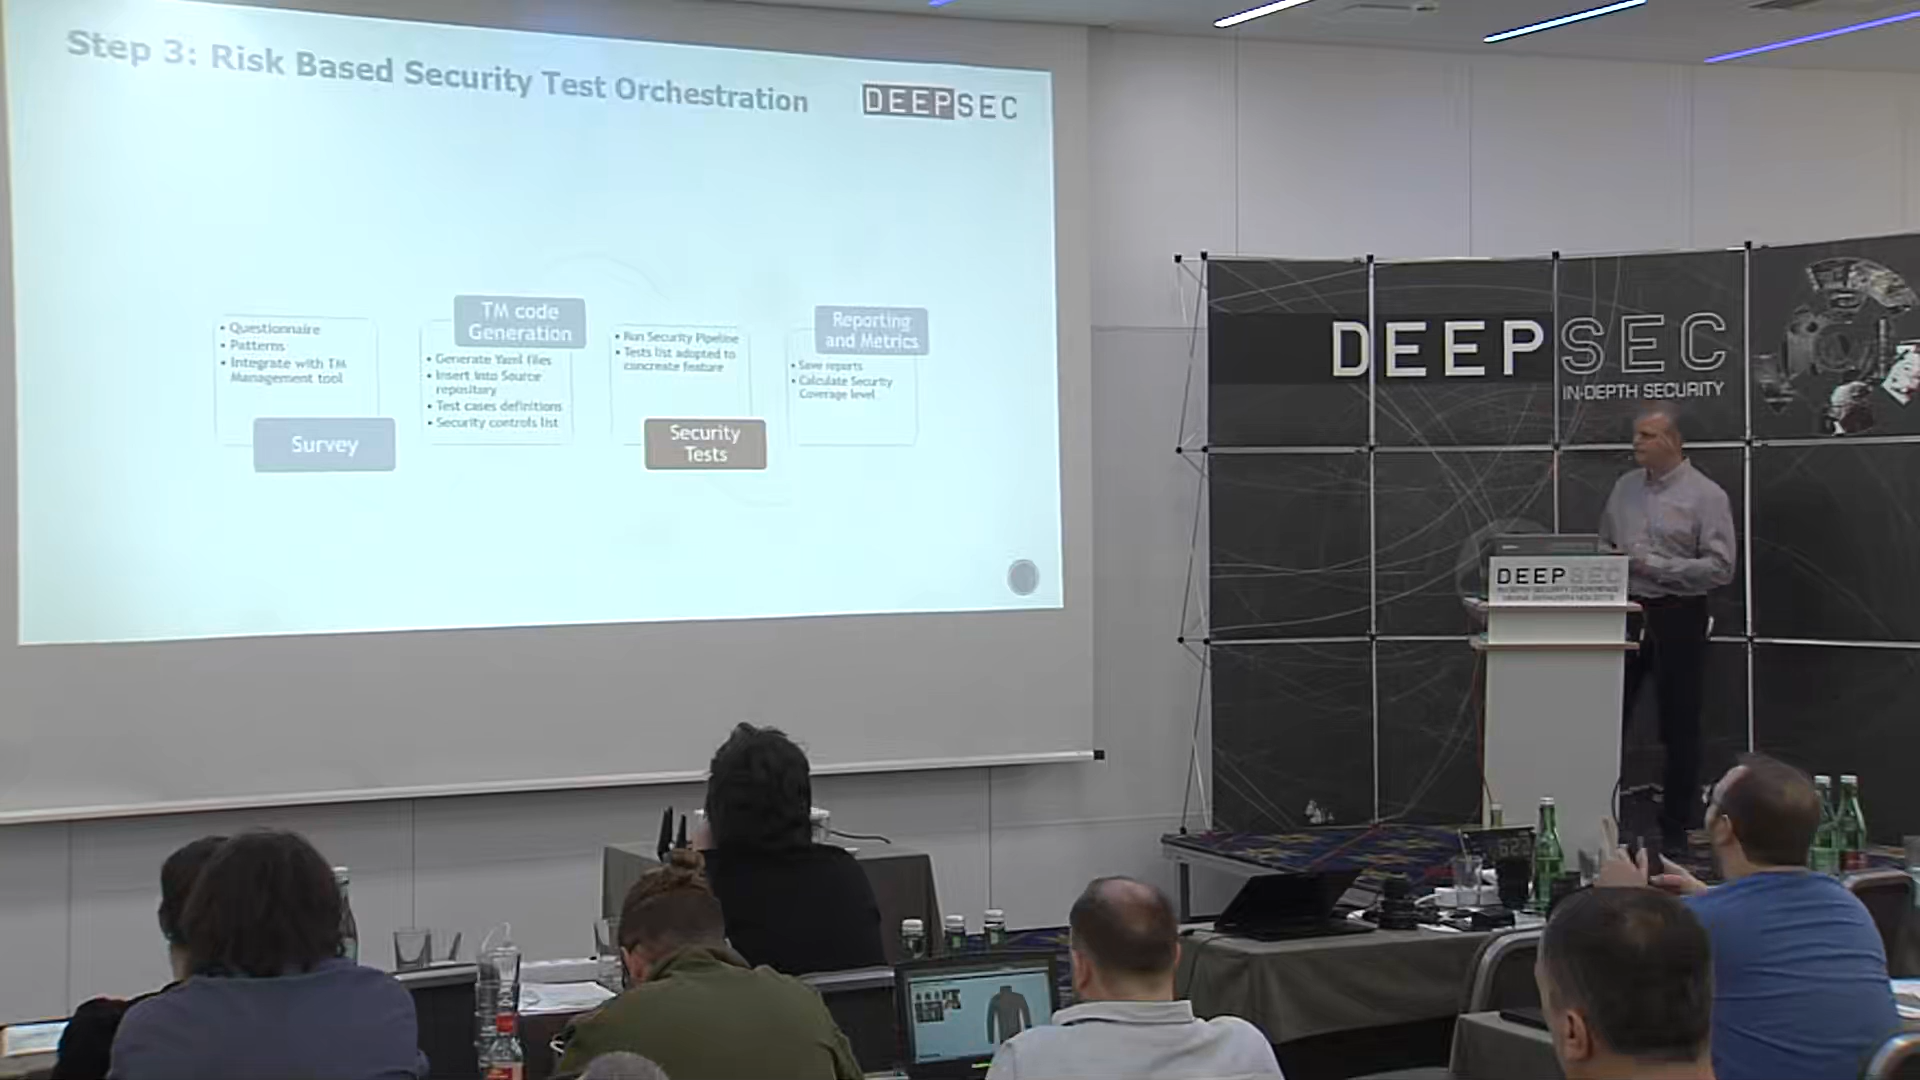 Step 3: Risk Based Security Test Orchestration
DEEPSEC
• Questionnaire
• Patterns
• Integrate with TM
Management tool
Survey
TM code
Generation
• Generate Yaml files
• Insert into Source
repository
• Test cases definitions
• Security controls list
• Run Security Pipeline
• Tests list adopted to
concreate feature
Security
Tests
Reporting
and Metrics
• Save reports
• Calculate Security
Coverage level
DEEPSEC
IN-DEPTH SECURITY
DEEPSEC